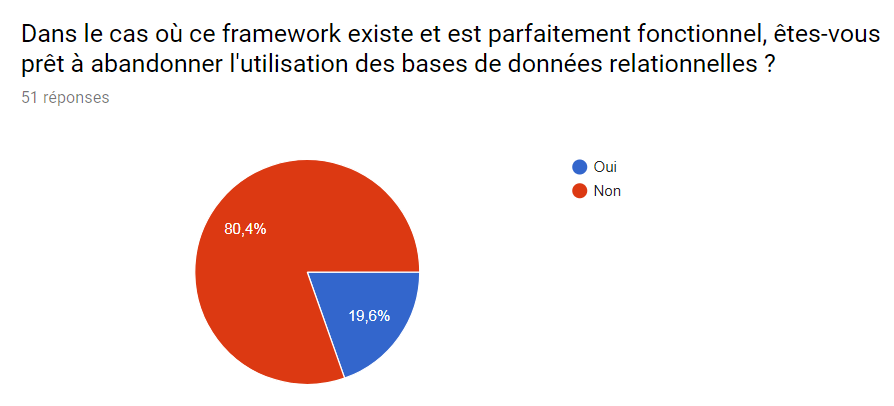 Dans le cas où ce framework existe et est parfaitement fonctionnel, êtes-vous
prêt à abandonner l'utilisation des bases de données relationnelles ?
51 réponses
Oui
Non
80,4%
19,6%